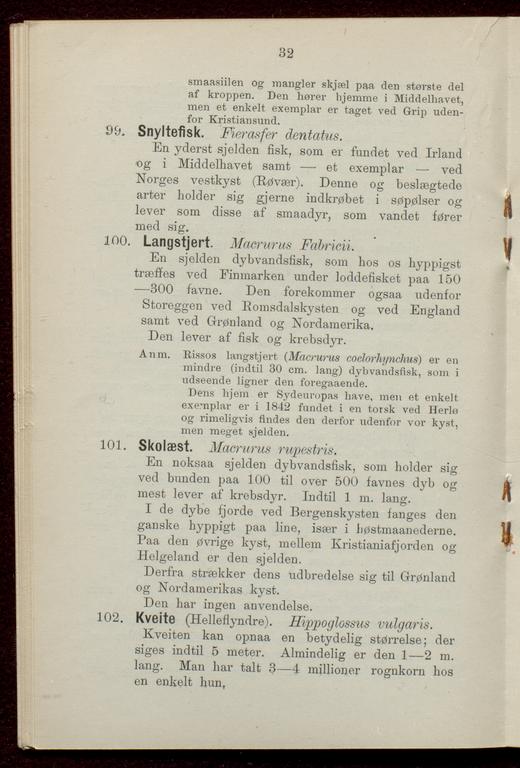 32
smaasiilen og mangler skjæl paa den største del
af kroppen. Den hører hjemme i Middelhavet,
men et enkelt exemplar er taget ved Grip uden-
for Kristiansund.
99. Snyltefisk. Fierasfer dentatus.
En yderst sjelden fisk, som er fundet ved Irland
og i Middelhavet samt — et exemplar — ved
Norges vestkyst (Røvær). Denne og beslægtede
arter holder sig gjerne indkrøbet i søpølser og
lever som disse af smaadyr, som vandet fører
med sig.
100. Langstjert. Macrurus Fabricii.
En sjelden dybvandsfisk, som hos os hyppigst
træffes ved Finmarken under loddefisket paa 150
—300 favne. Den forekommer ogsaa udenfor
Storeggen ved Romsdalskysten og ved England
samt ved Grønland og Nordamerika.
Den lever af fisk og krebsdyr.
Anm. Rissos langstjert (Macrurus coelorhynchus) er en
mindre (indtil 30 cm. lang) dybvandsfisk, som i
udseende ligner den foregaaende.
Dens hjem er Sydeuropas have, men et enkelt
exemplar er i 1842 fundet i en torsk ved Herlø
og rimeligvis findes den derfor udenfor vor kyst,
men meget sjelden.
101. Skolæst. Macrurus rupestris.
En noksaa sjelden dybvandsfisk, som holder sig
ved bunden paa 100 til over 500 favnes dyb og
mest lever af krebsdyr. Indtil 1 m. lang.
I de dybe fjorde ved Bergenskysten fanges den
ganske hyppigt paa line, især i høstmaanederne.
Paa den øvrige kyst, mellem Kristianiafjorden og
Helgeland er den sjelden.
Derfra strækker dens udbredelse sig til Grønland
og Nordamerikas kyst.
Den har ingen anvendelse.
102. Kveite (Helleflyndre). Hippoglossus vulgaris.
Kveiten kan opnaa en betydelig størrelse; der
siges indtil 5 meter. Almindelig er den 1—2 m.
lang. Man har talt 3—4 millioner rognkorn hos
en enkelt hun,